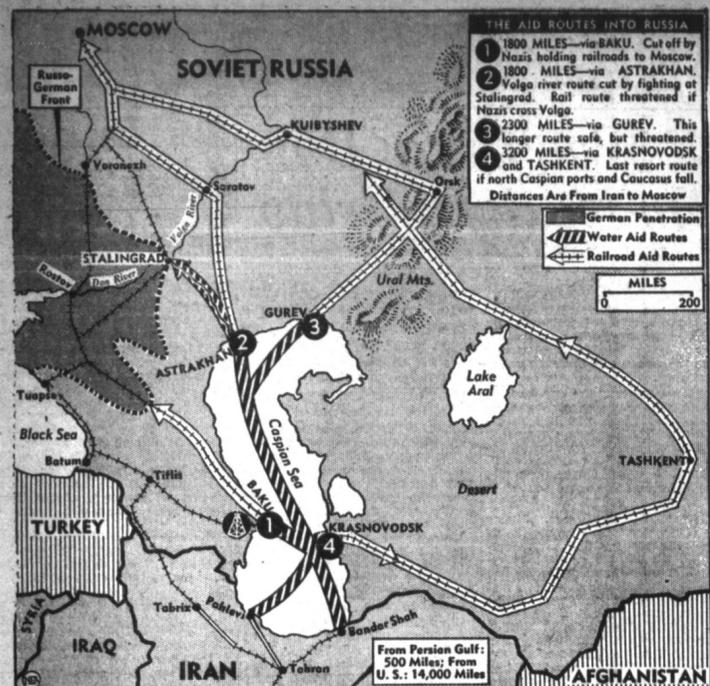 THE AID ROUTES INTO RUSSIA
1 1800 MILES—via BAKU. Cut off by
Nazis holding railroads to Moscow.
2 1800 MILES—via ASTRAKHAN.
Volga river route cut by fighting at
Stalingrad. Rail route threatened if
Nazis cross Volga.
3 2300 MILES—via GUREV. This
longer route safe, but threatened.
4 3200 MILES—via KRASNOVODSK
and TASHKENT. Last resort route
if north Caspian ports and Caucasus fall.
Distances Are From Iran to Moscow
German Penetration
Water Aid Routes
Railroad Aid Routes
MILES
0 200
MOSCOW
SOVIET RUSSIA
Russo-
German
Front
KUIBYSHEV
Voronezh
Saratov
Orsk
Volga River
STALINGRAD
Rostov
Don River
Ural Mts.
GUREV
3
2
ASTRAKHAN
Lake
Aral
Tuapse
Caspian Sea
Black Sea
Batum
Tiflis
TASHKENT
Desert
BAKU
1
KRASNOVODSK
4
TURKEY
Tabriz
Pahlevi
Bandar Shah
SYRIA
IRAQ
IRAN
Tehran
From Persian Gulf:
500 Miles; From
U. S.: 14,000 Miles
AFGHANISTAN